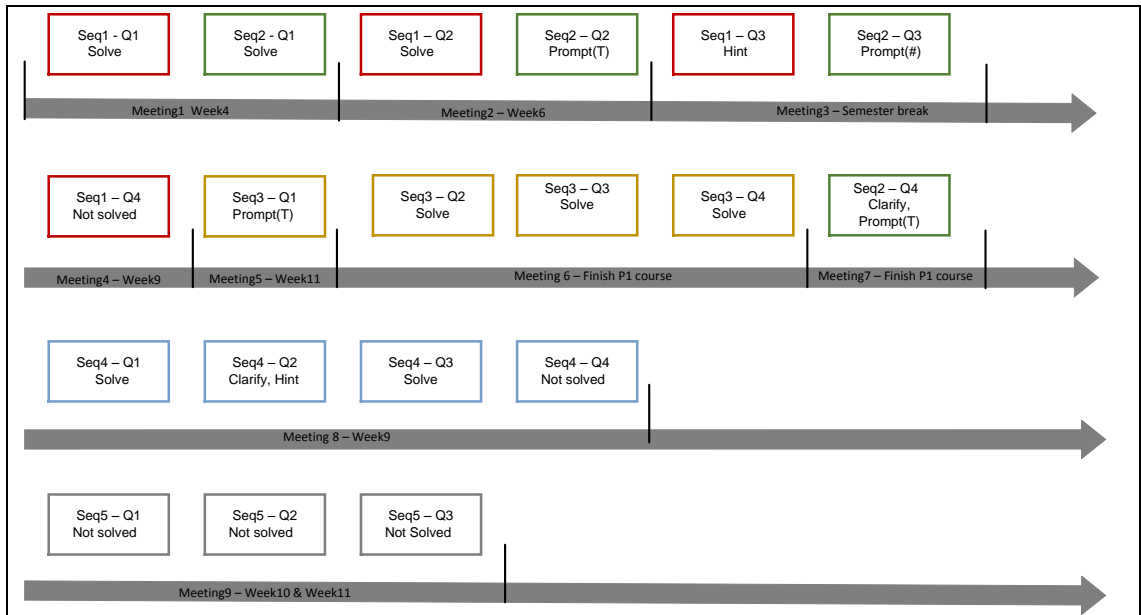 Seq1 - Q1
Solve
Seq2 - Q1
Solve
Seq1 – Q2
Solve
Seq2 – Q2
Prompt(T)
Seq1 – Q3
Hint
Seq2 – Q3
Prompt(#)
Meeting1 Week4
Meeting2 – Week6
Meeting3 – Semester break
Seq1 – Q4
Not solved
Seq3 – Q1
Prompt(T)
Seq3 – Q2
Solve
Seq3 – Q3
Solve
Seq3 – Q4
Solve
Seq2 – Q4
Clarify,
Prompt(T)
Meeting4 – Week9
Meeting5 – Week11
Meeting 6 – Finish P1 course
Meeting7 – Finish P1 course
Seq4 – Q1
Solve
Seq4 – Q2
Clarify, Hint
Seq4 – Q3
Solve
Seq4 – Q4
Not solved
Meeting 8 – Week9
Seq5 – Q1
Not solved
Seq5 – Q2
Not solved
Seq5 – Q3
Not Solved
Meeting9 – Week10 & Week11